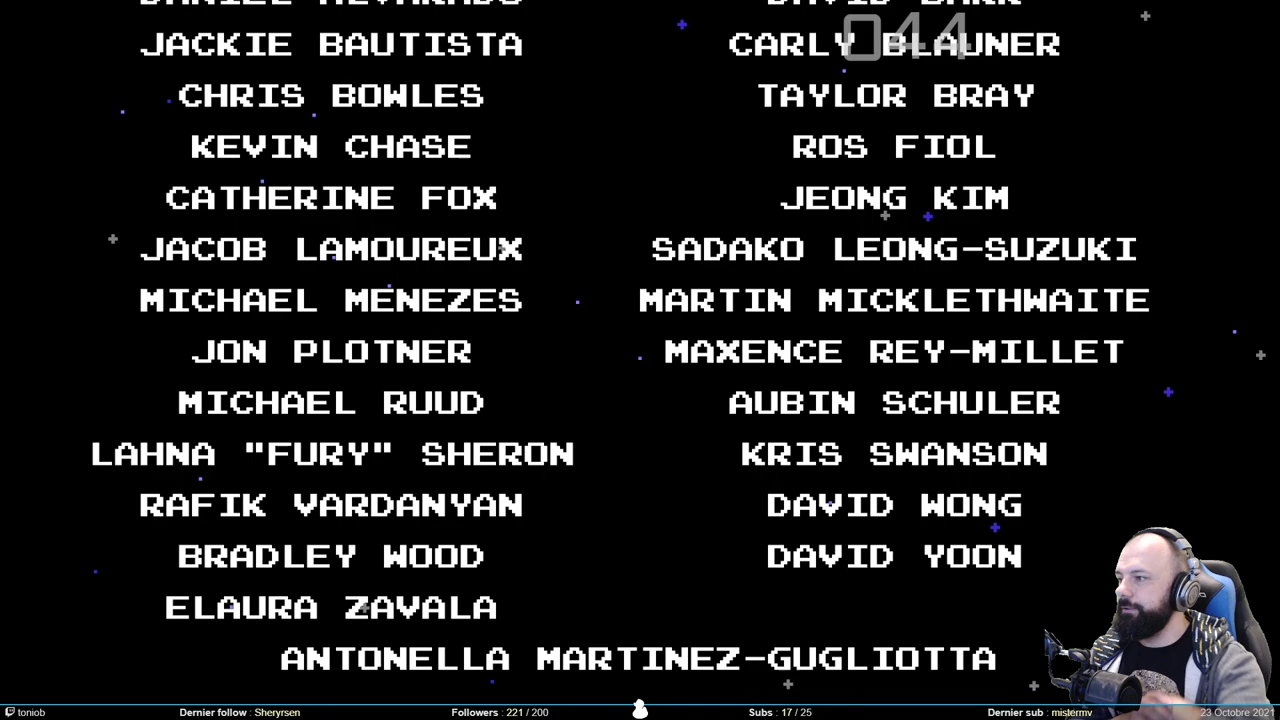 JACKIE BAUTISTA CARLY BLAUNER
044
CHRIS BOWLES TAYLOR BRAY
KEVIN CHASE ROS FIOL
CATHERINE FOX JEONG KIM
JACOB LAMOUREUX SADAKO LEONG-SUZUKI
MICHAEL MENEZES MARTIN MICKLETHWAITE
JON PLOTNER MAXENCE REY-MILLET
MICHAEL RUUD AUBIN SCHULER
LAHNA "FURY" SHERON KRIS SWANSON
RAFIK VARDANYAN DAVID WONG
BRADLEY WOOD DAVID YOON
ELAURA ZAVALA
ANTONELLA MARTINEZ-GUGLIOTTA
toniob Dernier follow : Sheryrsen Followers : 221 / 200 Subs : 17 / 25 Dernier sub : mistermv 23 Octobre 2021